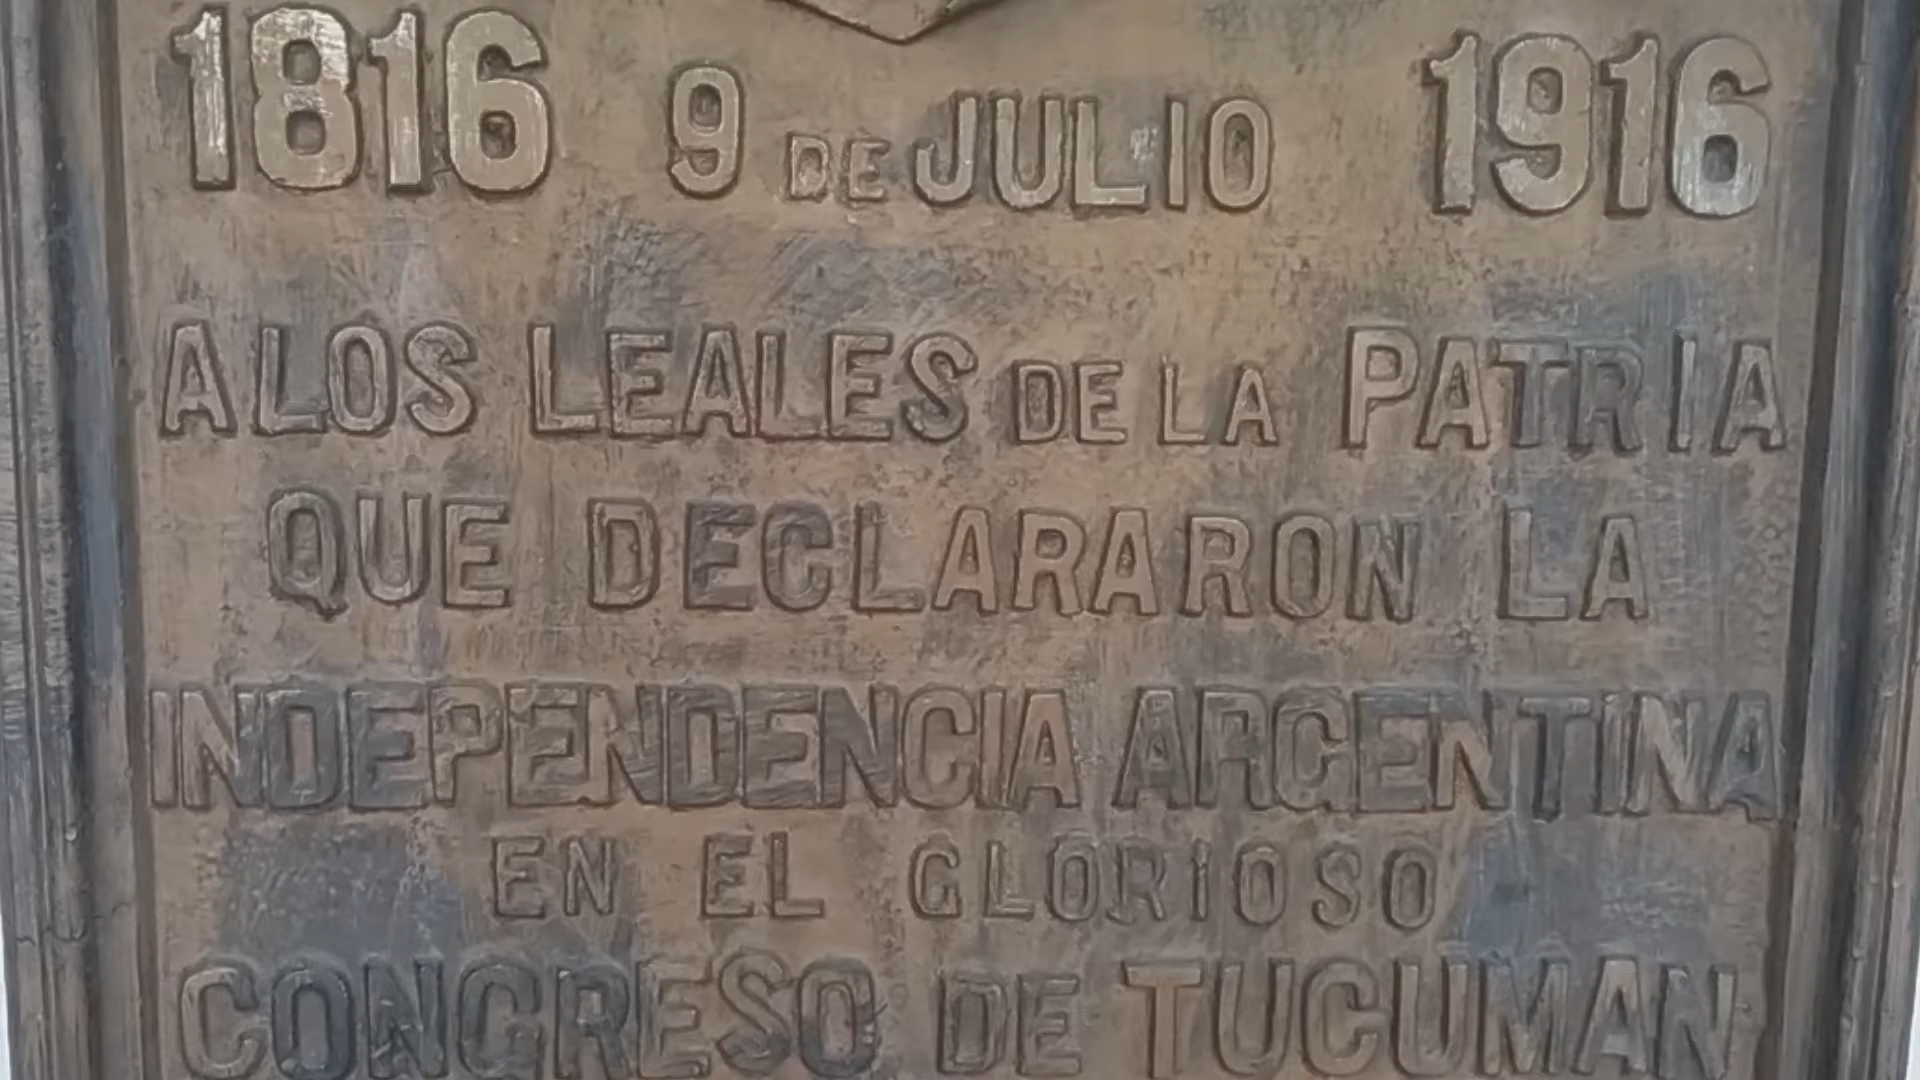 1816 9 DE JULIO 1916
A LOS LEALES DE LA PATRIA
QUE DECLARARON LA
INDEPENDENCIA ARGENTINA
EN EL GLORIOSO
CONGRESO DE TUCUMAN